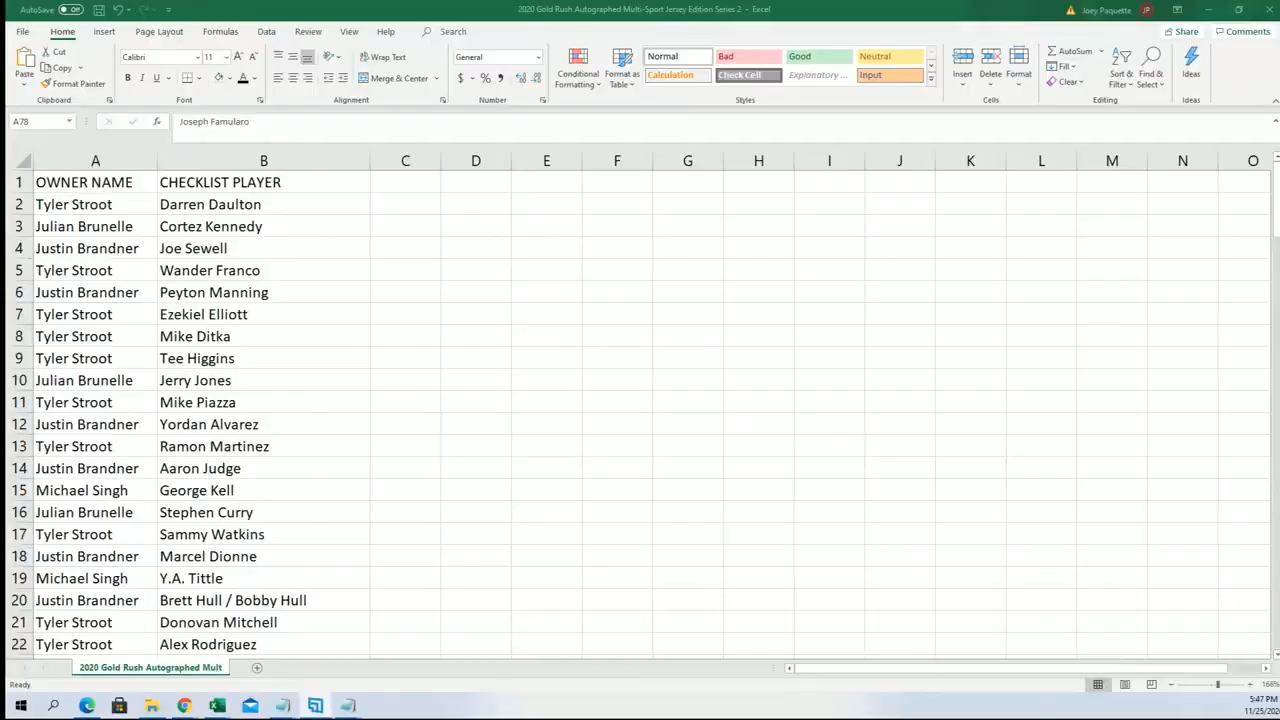 AutoSave Off 2020 Gold Rush Autographed Multi-Sport Jersey Edition Series 2 - Excel Joey Paquette JP
File Home Insert Page Layout Formulas Data Review View Help Search Share Comments
Paste Cut Copy Format Painter Clipboard
Calibri 11 B I U A Font
Wrap Text Merge & Center Alignment
General $ % , Number
Conditional Formatting Format as Table Normal Bad Good Neutral Calculation Check Cell Explanatory ... Input Styles
Insert Delete Format Cells
AutoSum Fill Clear Sort & Filter Find & Select Editing
Ideas Ideas
A78 fx Joseph Famularo
A B C D E F G H I J K L M N O
1 OWNER NAME CHECKLIST PLAYER
2 Tyler Stroot Darren Daulton
3 Julian Brunelle Cortez Kennedy
4 Justin Brandner Joe Sewell
5 Tyler Stroot Wander Franco
6 Justin Brandner Peyton Manning
7 Tyler Stroot Ezekiel Elliott
8 Tyler Stroot Mike Ditka
9 Tyler Stroot Tee Higgins
10 Julian Brunelle Jerry Jones
11 Tyler Stroot Mike Piazza
12 Justin Brandner Yordan Alvarez
13 Tyler Stroot Ramon Martinez
14 Justin Brandner Aaron Judge
15 Michael Singh George Kell
16 Julian Brunelle Stephen Curry
17 Tyler Stroot Sammy Watkins
18 Justin Brandner Marcel Dionne
19 Michael Singh Y.A. Tittle
20 Justin Brandner Brett Hull / Bobby Hull
21 Tyler Stroot Donovan Mitchell
22 Tyler Stroot Alex Rodriguez
2020 Gold Rush Autographed Mult
Ready 166%
5:47 PM